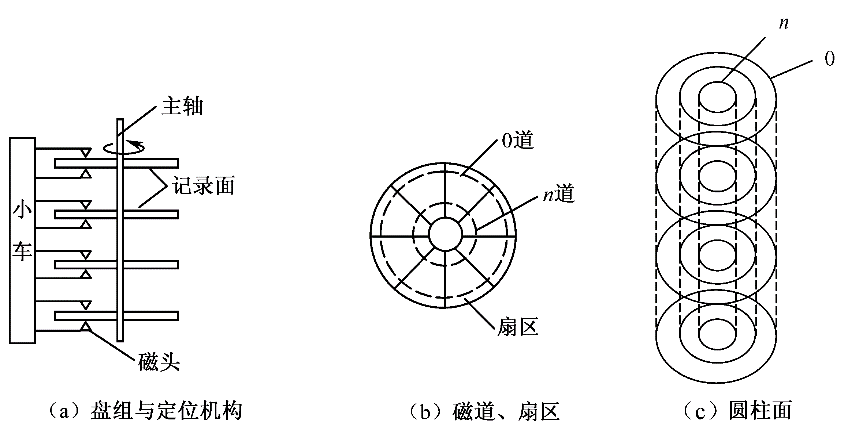 主轴
记录面
小车
磁头
(a) 盘组与定位机构
0道
n道
扇区
(b) 磁道、扇区
n
0
(c) 圆柱面